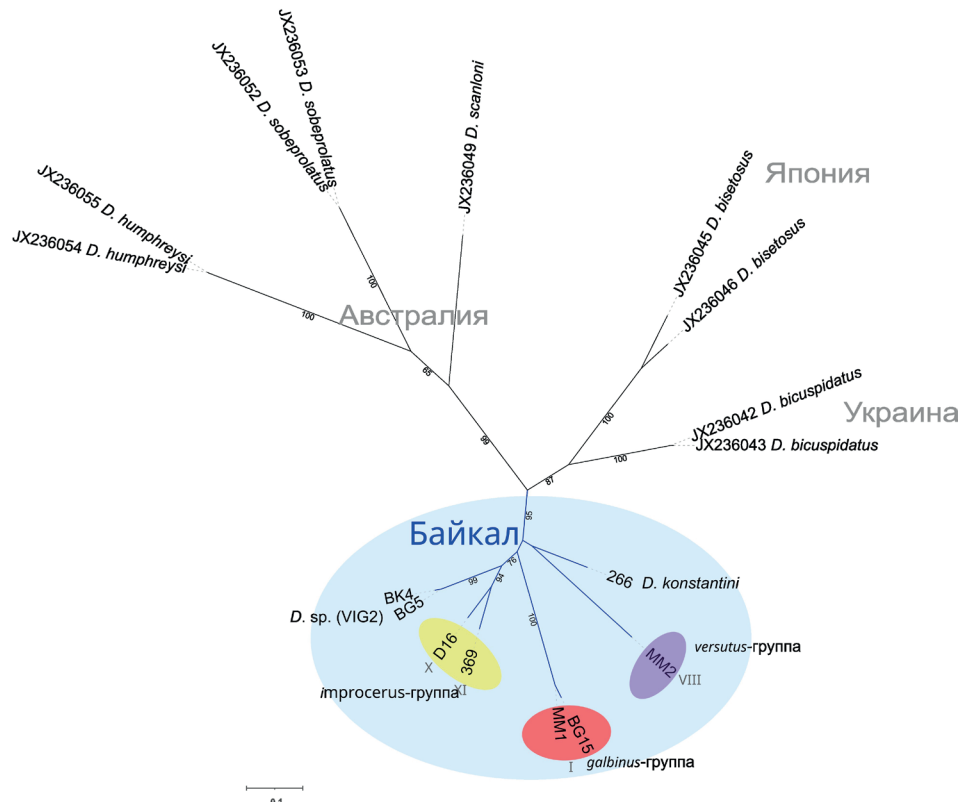 JX236053 D. sobeprolatus
JX236052 D. sobeprolatus
JX236049 D. scanloni
JX236055 D. humphreysi
JX236054 D. humphreysi
JX236045 D. bisetosus
Япония
JX236046 D. bisetosus
100
100
Австралия
65
99
100
JX236042 D. bicuspidatus
Украина
JX236043 D. bicuspidatus
100
87
95
Байкал
76
94
99
100
266 D. konstantini
BK4
BG5
D. sp. (VIG2)
D16
369
X
XI
improcerus-группа
MM2
versutus-группа
VIII
MM1
BG15
I
galbinus-группа
0.1